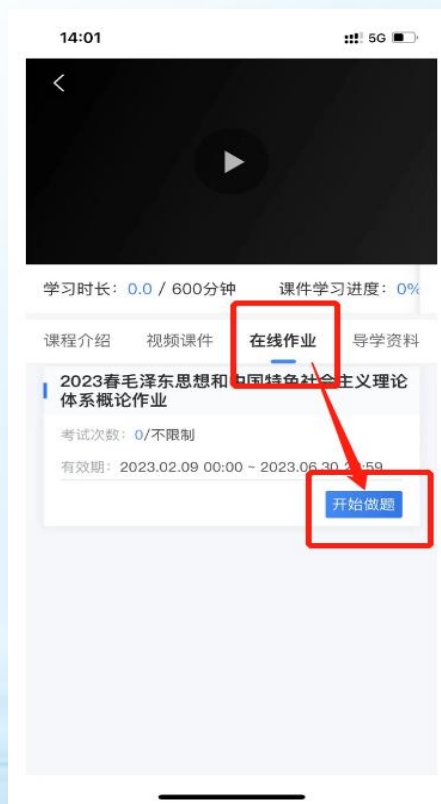 14:01 5G
学习时长：0.0 / 600分钟 课件学习进度：0%
课程介绍 视频课件 在线作业 导学资料
2023春毛泽东思想和中国特色社会主义理论
体系概论作业
考试次数：0/不限制
有效期：2023.02.09 00:00 ~ 2023.06.30 23:59
开始做题